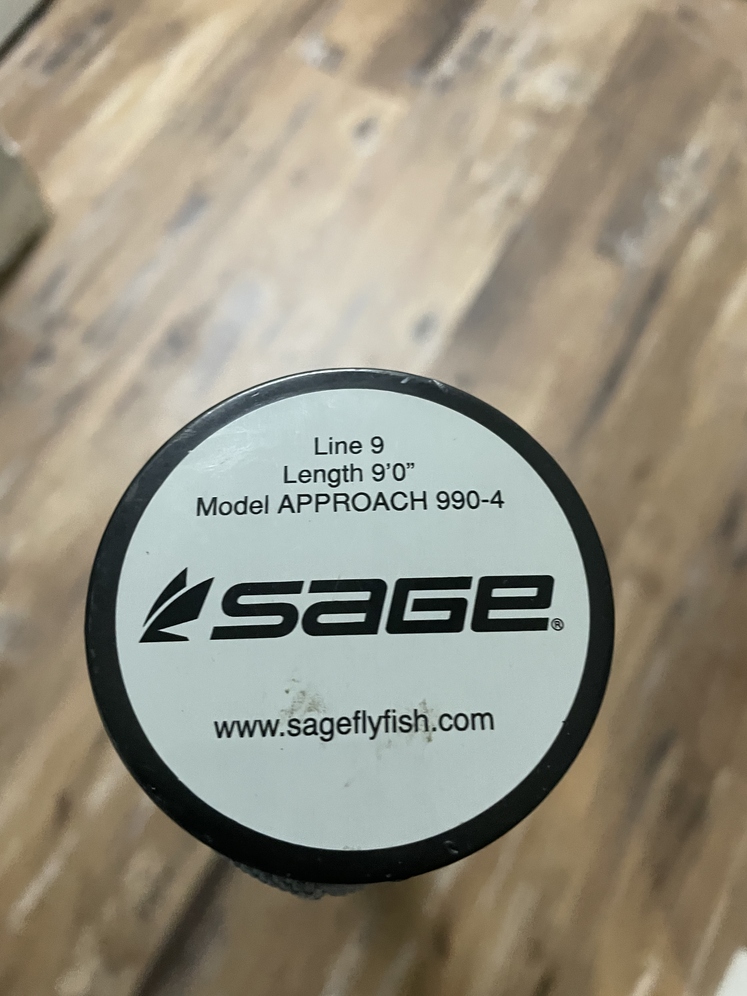 Line 9
Length 9'0"
Model APPROACH 990-4
SAGE®
www.sageflyfish.com